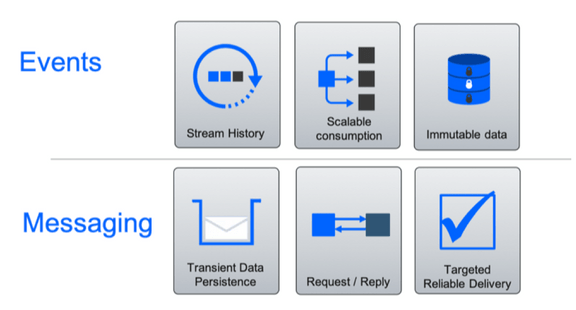 Events
Stream History
Scalable
consumption
Immutable data
Messaging
Transient Data
Persistence
Request / Reply
Targeted
Reliable Delivery